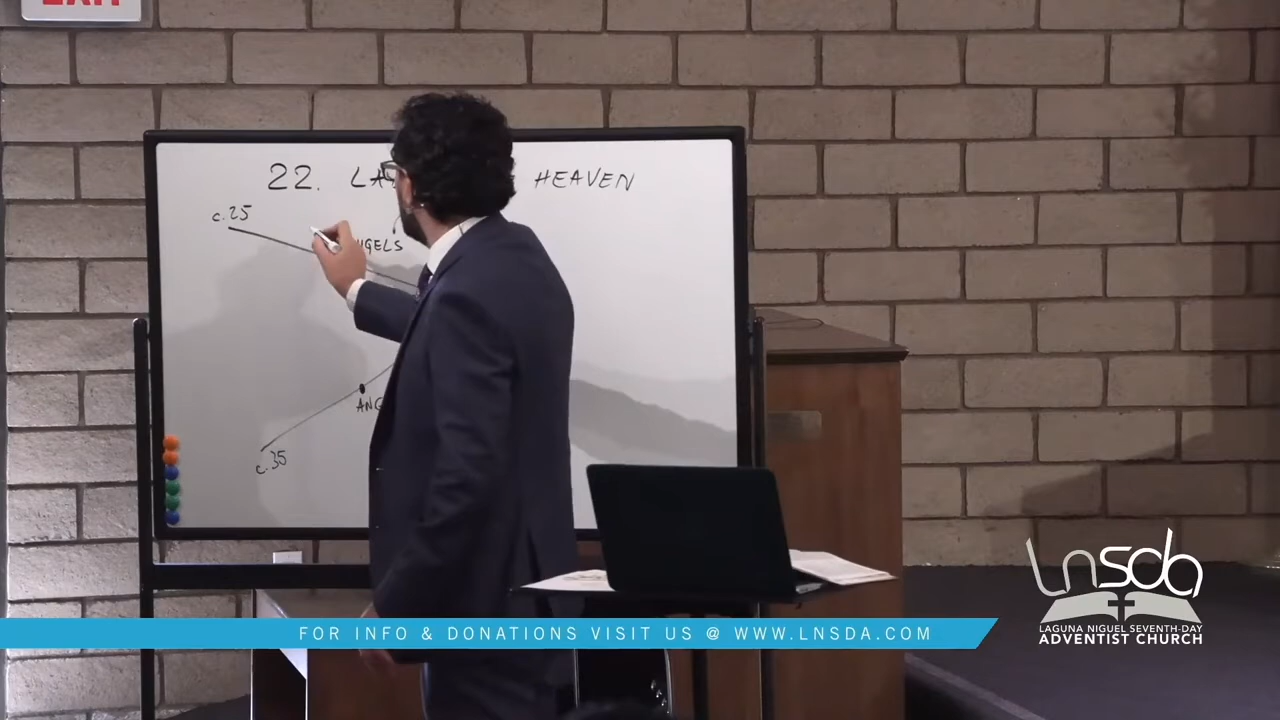 EXIT
22. LA HEAVEN
c.25
NGELS
ANG
c.35
LnSDA
LAGUNA NIGUEL SEVENTH-DAY
ADVENTIST CHURCH
FOR INFO & DONATIONS VISIT US @ WWW.LNSDA.COM